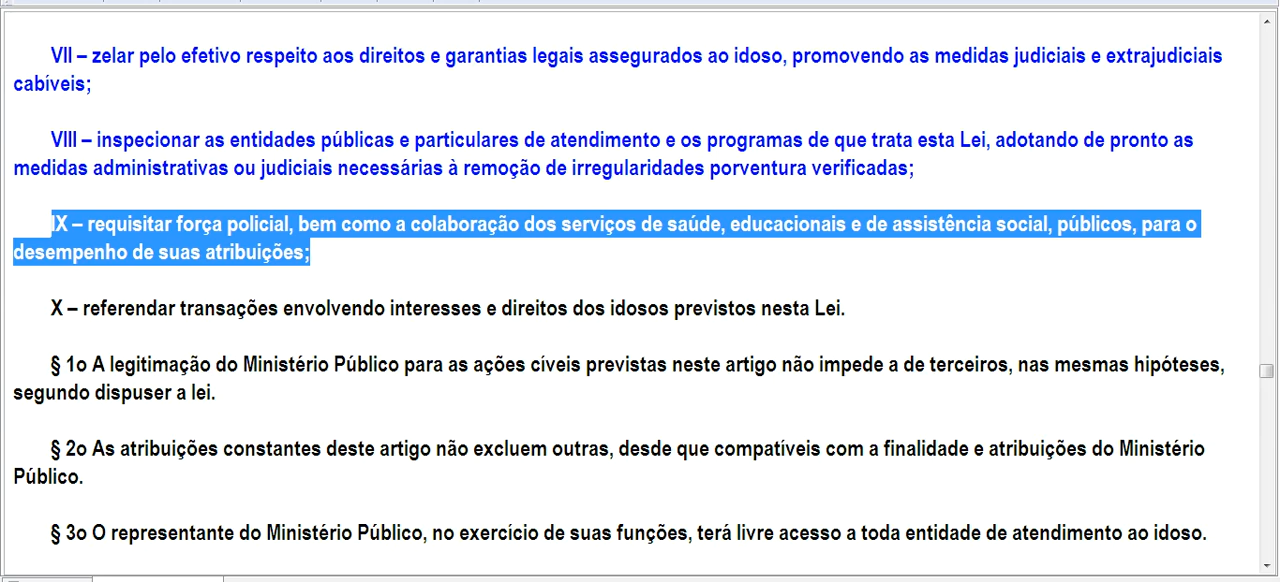 VII – zelar pelo efetivo respeito aos direitos e garantias legais assegurados ao idoso, promovendo as medidas judiciais e extrajudiciais
cabíveis;
VIII – inspecionar as entidades públicas e particulares de atendimento e os programas de que trata esta Lei, adotando de pronto as
medidas administrativas ou judiciais necessárias à remoção de irregularidades porventura verificadas;
IX – requisitar força policial, bem como a colaboração dos serviços de saúde, educacionais e de assistência social, públicos, para o
desempenho de suas atribuições;
X – referendar transações envolvendo interesses e direitos dos idosos previstos nesta Lei.
§ 1o A legitimação do Ministério Público para as ações cíveis previstas neste artigo não impede a de terceiros, nas mesmas hipóteses,
segundo dispuser a lei.
§ 2o As atribuições constantes deste artigo não excluem outras, desde que compatíveis com a finalidade e atribuições do Ministério
Público.
§ 3o O representante do Ministério Público, no exercício de suas funções, terá livre acesso a toda entidade de atendimento ao idoso.